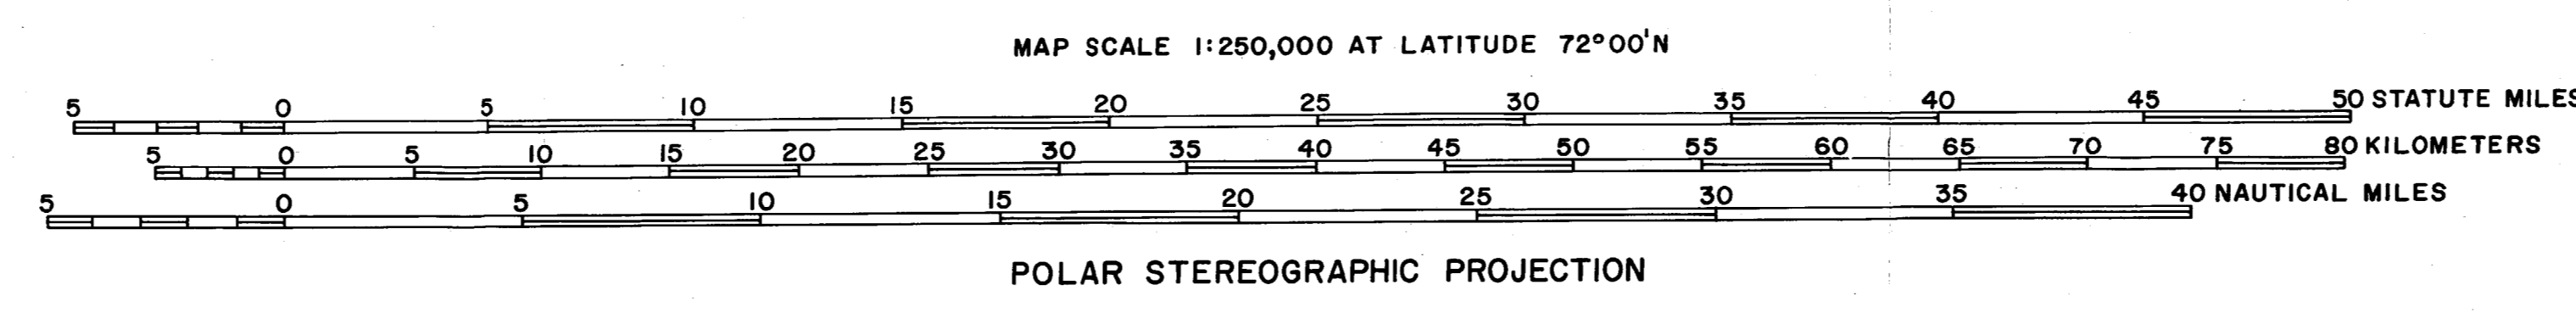 MAP SCALE 1:250,000 AT LATITUDE 72°00'N
5 0 5 10 15 20 25 30 35 40 45 50 STATUTE MILES
5 0 5 10 15 20 25 30 35 40 45 50 55 60 65 70 75 80 KILOMETERS
5 0 5 10 15 20 25 30 35 40 NAUTICAL MILES
POLAR STEREOGRAPHIC PROJECTION